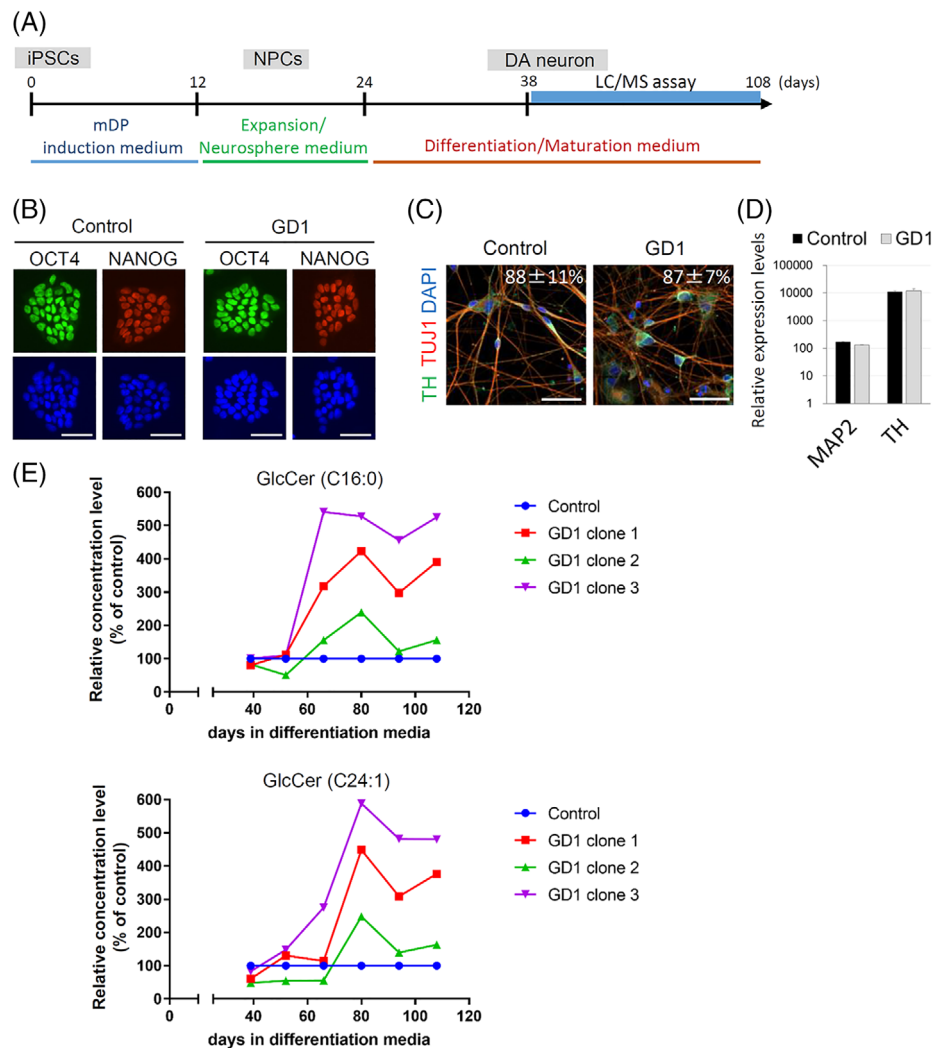 (A)
iPSCs
NPCs
DA neuron
0
12
24
38
LC/MS assay
108
(days)
mDP
induction medium
Expansion/
Neurosphere medium
Differentiation/Maturation medium
(B)
Control
GD1
OCT4
NANOG
OCT4
NANOG
(C)
Control
GD1
TH TUJ1 DAPI
88±11%
87±7%
(D)
Control
GD1
Relative expression levels
100000
10000
1000
100
10
1
MAP2
TH
(E)
GlcCer (C16:0)
Relative concentration level
(% of control)
600
500
400
300
200
100
0
0
40
60
80
100
120
days in differentiation media
Control
GD1 clone 1
GD1 clone 2
GD1 clone 3
GlcCer (C24:1)
Relative concentration level
(% of control)
600
500
400
300
200
100
0
0
40
60
80
100
120
days in differentiation media
Control
GD1 clone 1
GD1 clone 2
GD1 clone 3